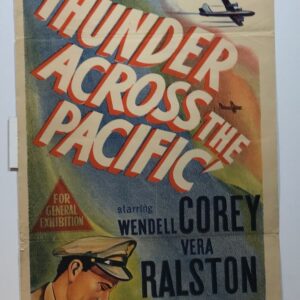 THUNDER
ACROSS THE
PACIFIC'
FOR
GENERAL
EXHIBITION
starring
WENDELL COREY
VERA
RALSTON